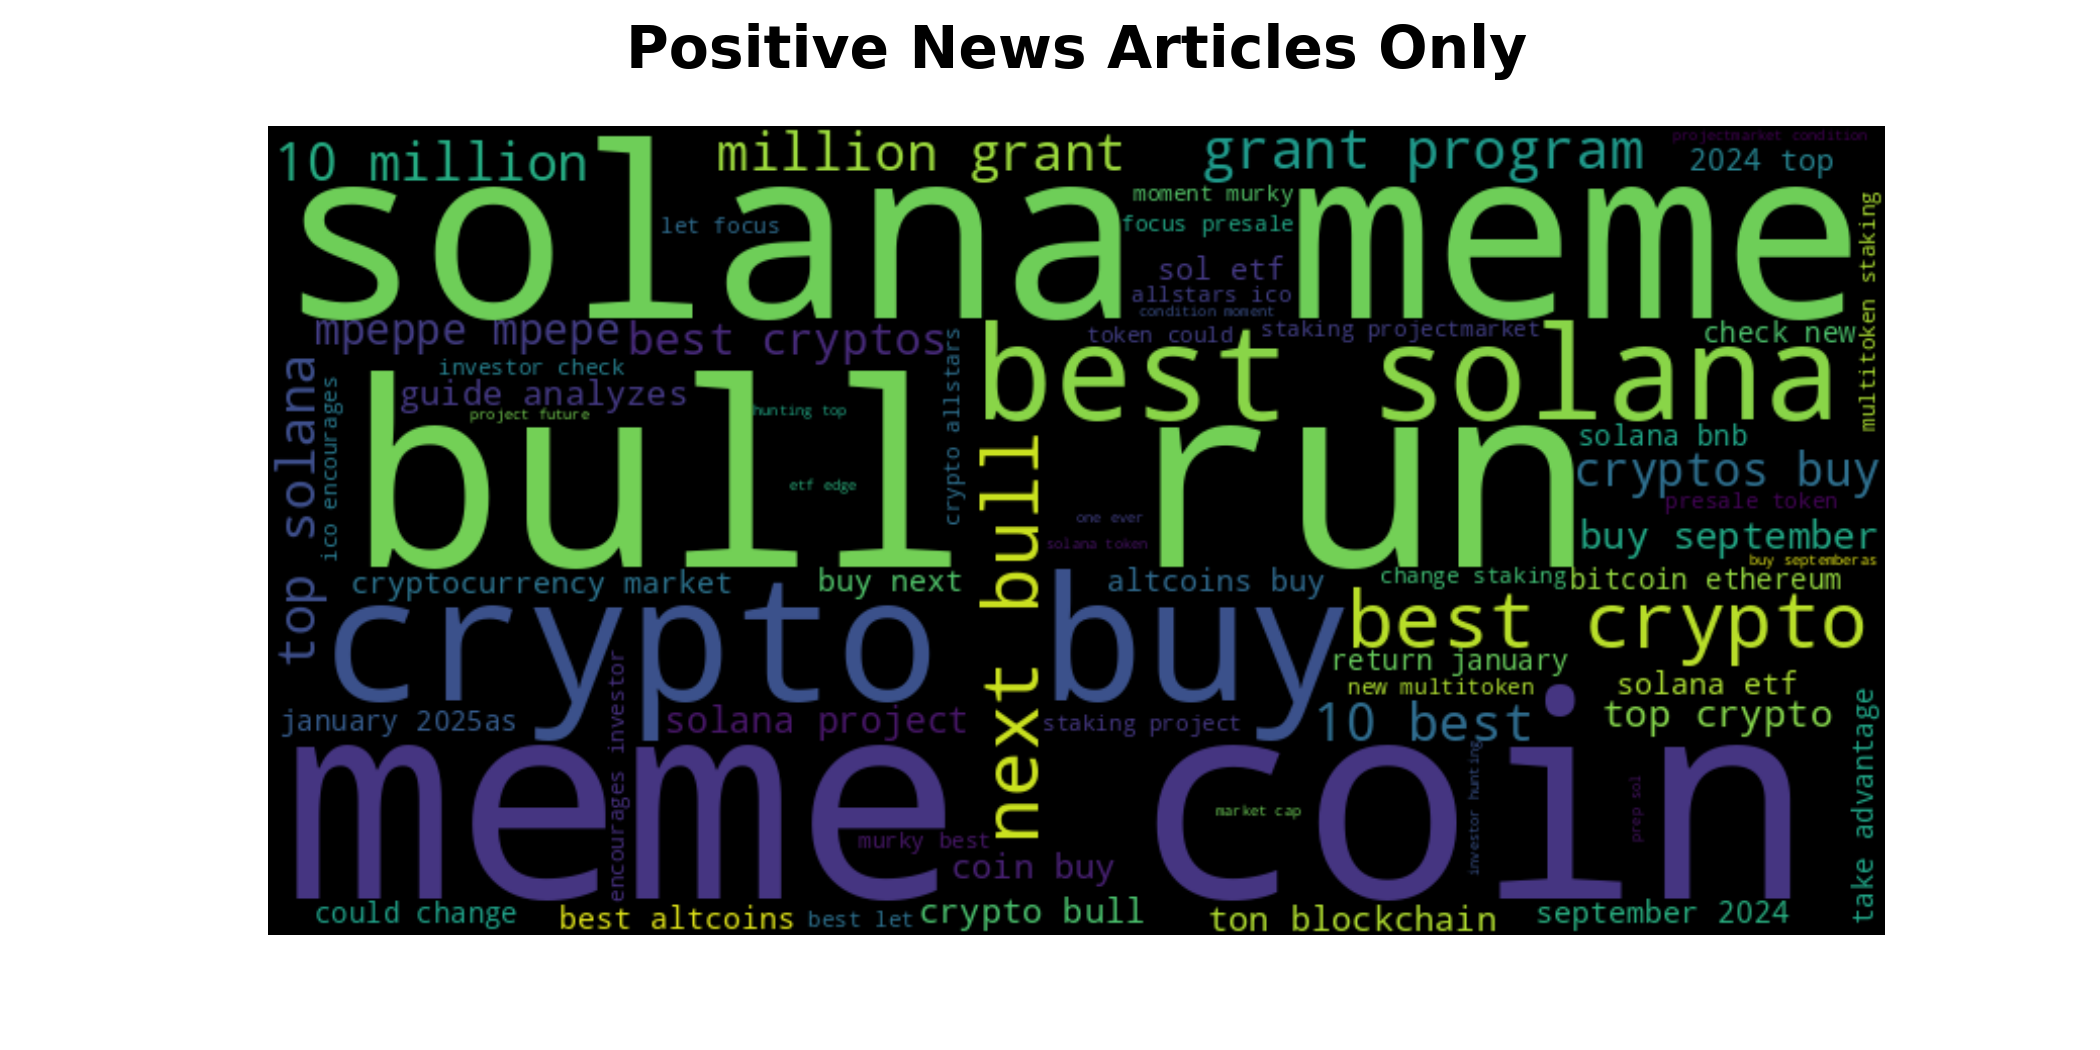 Positive News Articles Only
10 million
million grant
grant program
projectmarket condition
2024 top
solana meme
moment murky
let focus
focus presale
multitoken staking
sol etf
allstars ico
condition moment
mpeppe mpepe
best cryptos
token could
staking projectmarket
check new
best solana
investor check
guide analyzes
project future
hunting top
crypto allstars
top solana
ico encourages
bull run
next bull
etf edge
solana bnb
cryptos buy
presale token
one ever
solana token
buy september
buy septemberas
cryptocurrency market
buy next
altcoins buy
change staking
bitcoin ethereum
crypto buy
best crypto
return january
new multitoken
solana etf
encourages investor
january 2025as
solana project
staking project
10 best
top crypto
take advantage
meme coin
investor hunting
prep sol
market cap
murky best
coin buy
could change
best altcoins
best let
crypto bull
ton blockchain
september 2024